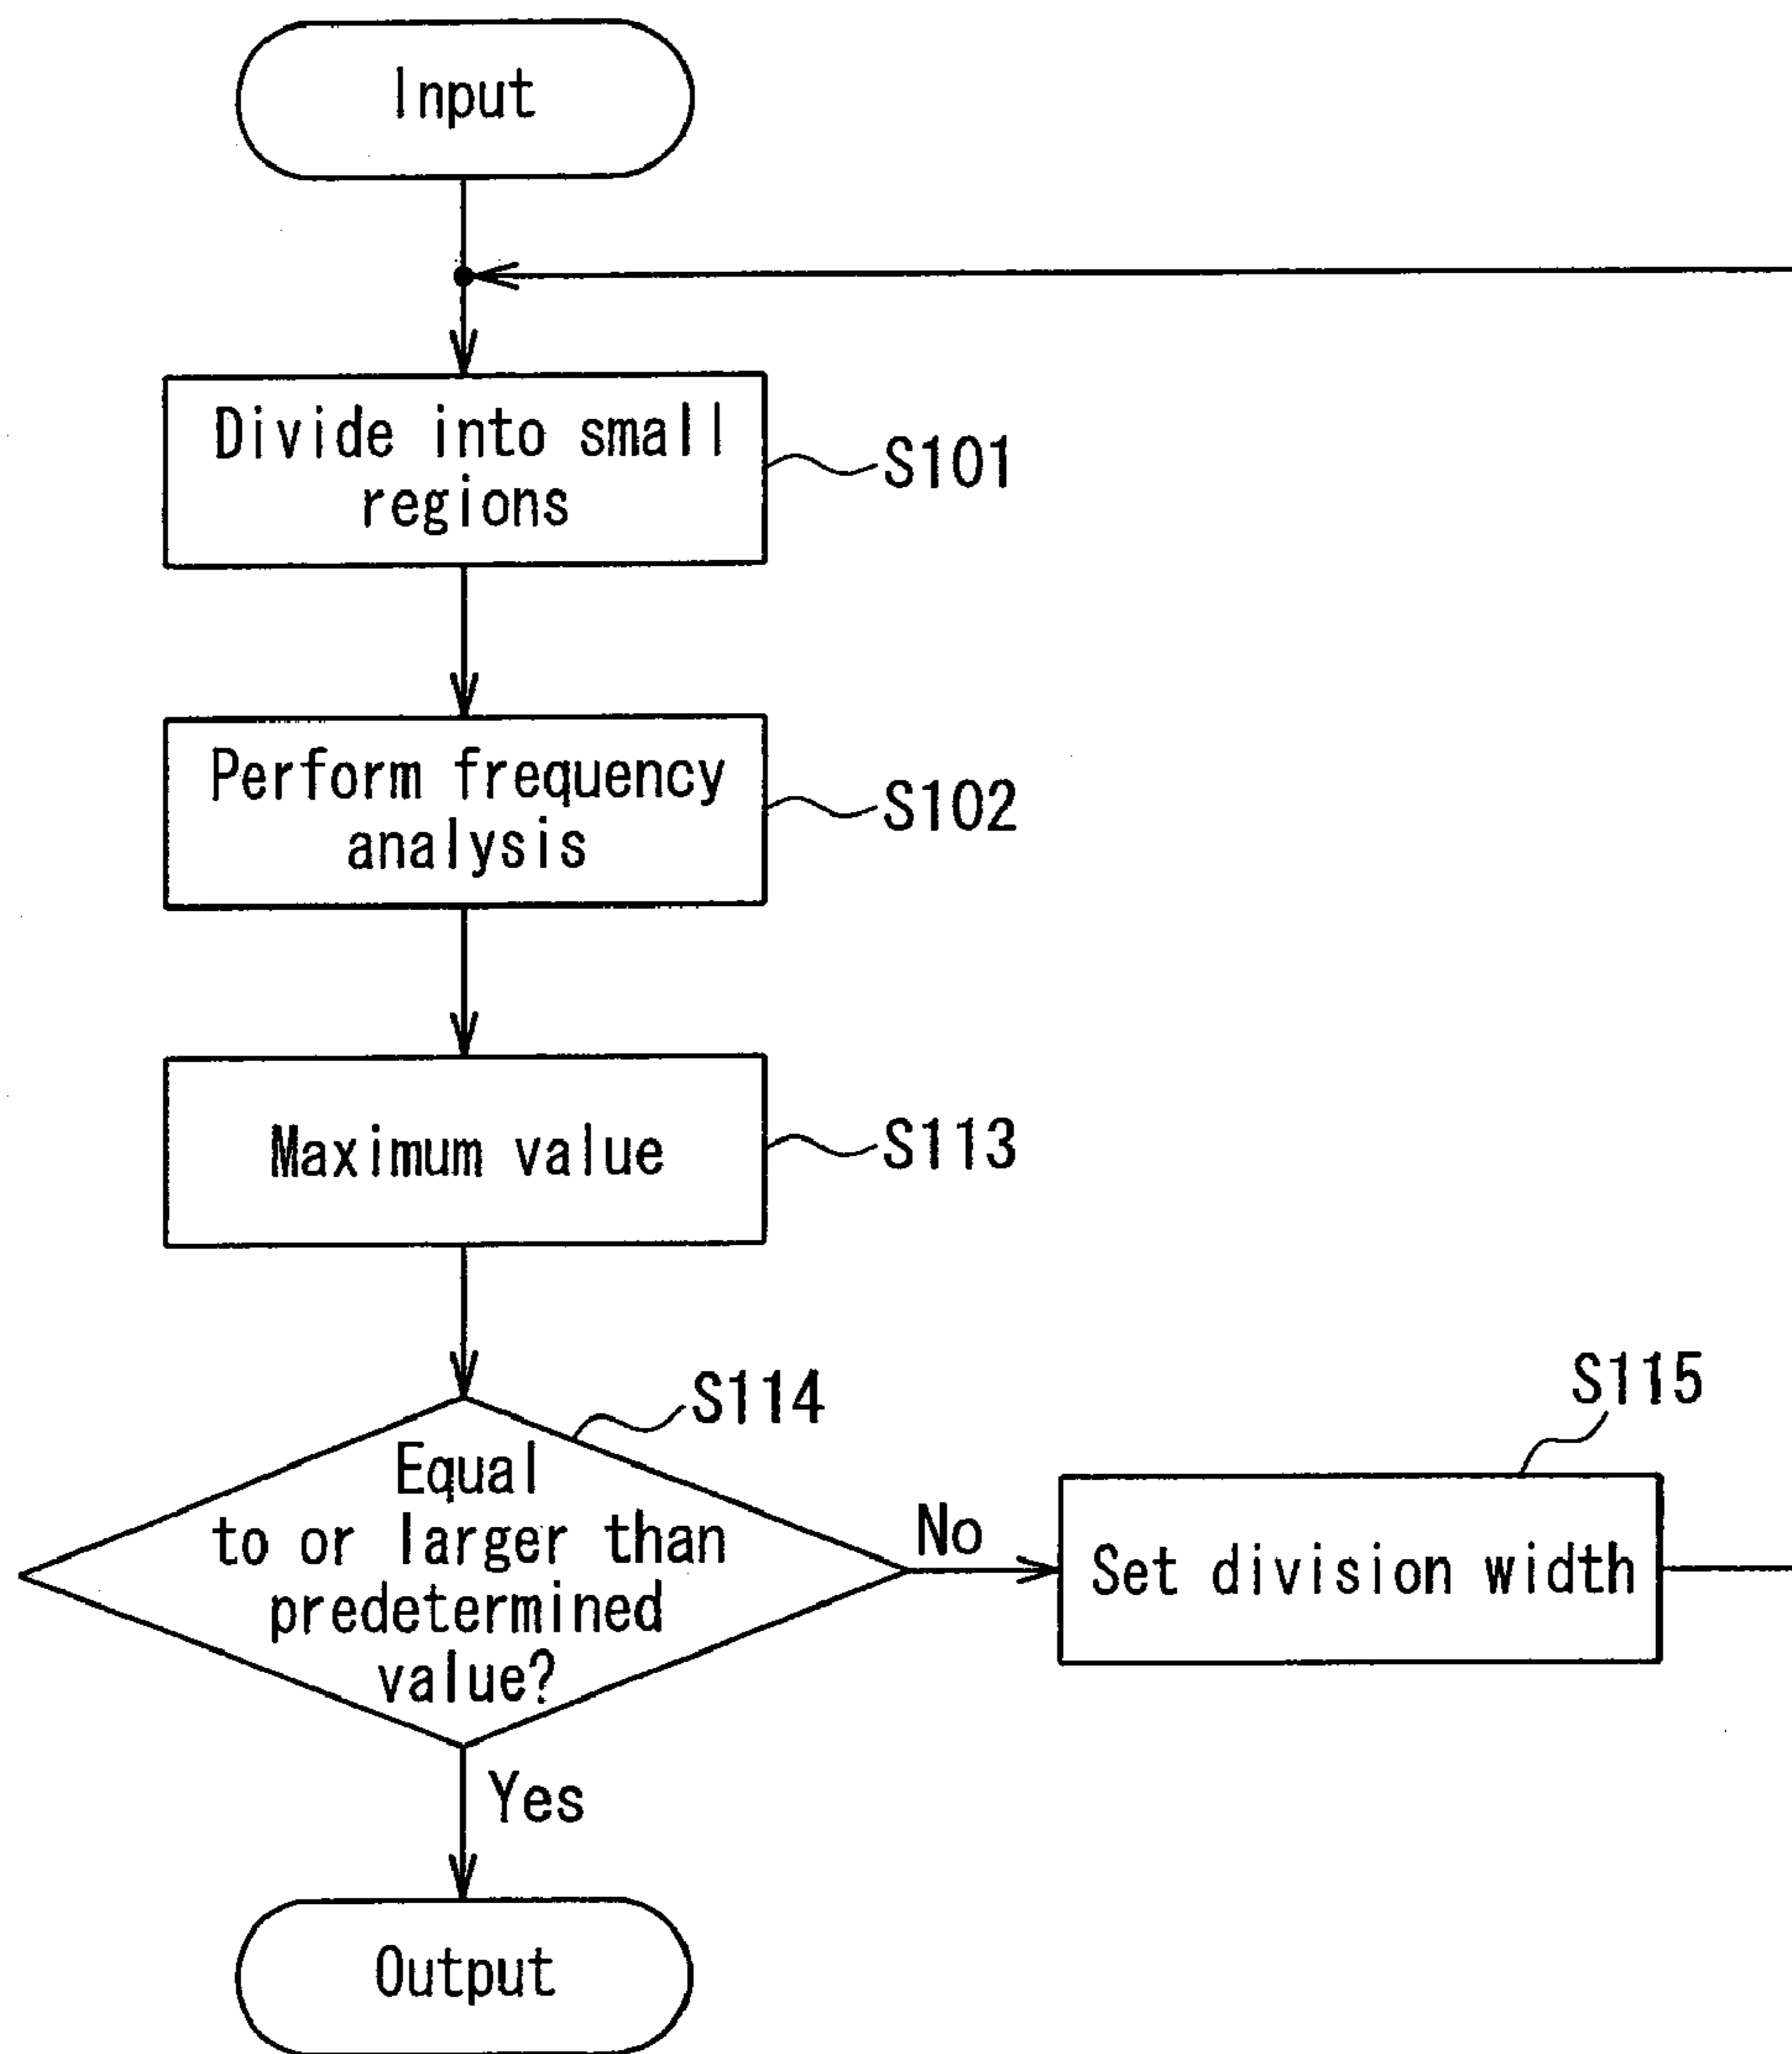 Input
Divide into small
regions
S101
Perform frequency
analysis
S102
Maximum value
S113
S114
Equal
to or larger than
predetermined
value?
No
S115
Set division width
Yes
Output